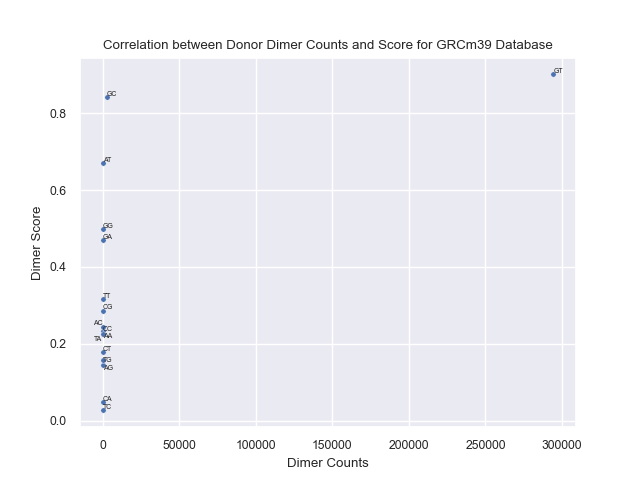 Correlation between Donor Dimer Counts and Score for GRCm39 Database
GT
GC
0.8
AT
0.6
GG
GA
Dimer Score
0.4
TT
CG
AC
CC
AA
TA
0.2
CT
TG
AG
CA
TC
0.0
0 50000 100000 150000 200000 250000 300000
Dimer Counts